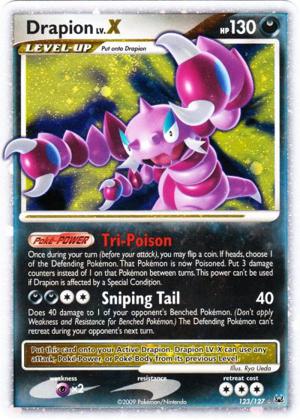 Drapion LV.X HP130
LEVEL-UP Put onto Drapion
Poké-POWER Tri-Poison
Once during your turn (before your attack), you may flip a coin. If heads, choose 1
of the Defending Pokémon. That Pokémon is now Poisoned. Put 3 damage
counters instead of 1 on that Pokémon between turns. This power can't be used
if Drapion is affected by a Special Condition.
Sniping Tail 40
Does 40 damage to 1 of your opponent's Benched Pokémon. (Don't apply
Weakness and Resistance for Benched Pokémon.) The Defending Pokémon can't
retreat during your opponent's next turn.
Put this card onto your Active Drapion. Drapion LV.X can use any
attack, Poké-Power, or Poké-Body from its previous Level.
Illus. Ryo Ueda
weakness resistance retreat cost
×2
©2009 Pokémon/Nintendo 123/127